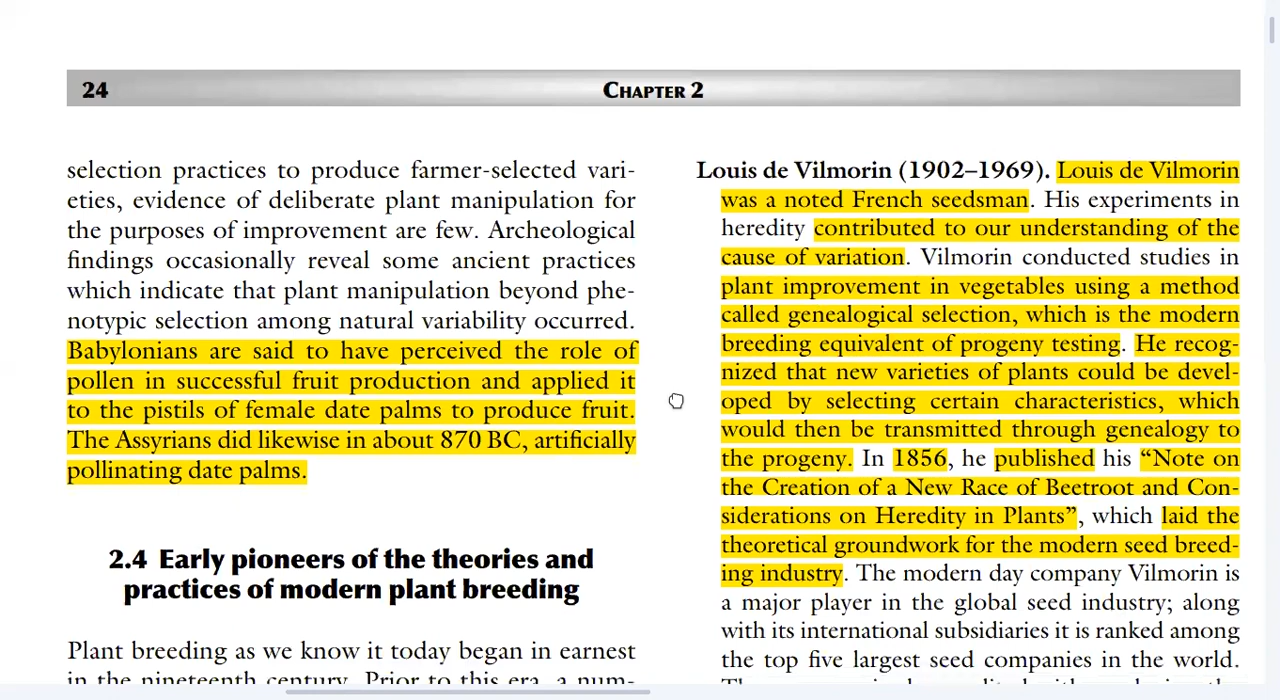 24
CHAPTER 2
selection practices to produce farmer-selected vari-
eties, evidence of deliberate plant manipulation for
the purposes of improvement are few. Archeological
findings occasionally reveal some ancient practices
which indicate that plant manipulation beyond phe-
notypic selection among natural variability occurred.
Babylonians are said to have perceived the role of
pollen in successful fruit production and applied it
to the pistils of female date palms to produce fruit.
The Assyrians did likewise in about 870 BC, artificially
pollinating date palms.
2.4 Early pioneers of the theories and
practices of modern plant breeding
Plant breeding as we know it today began in earnest
in the nineteenth century. Prior to this era, a num-
Louis de Vilmorin (1902–1969). Louis de Vilmorin
was a noted French seedsman. His experiments in
heredity contributed to our understanding of the
cause of variation. Vilmorin conducted studies in
plant improvement in vegetables using a method
called genealogical selection, which is the modern
breeding equivalent of progeny testing. He recog-
nized that new varieties of plants could be devel-
oped by selecting certain characteristics, which
would then be transmitted through genealogy to
the progeny. In 1856, he published his “Note on
the Creation of a New Race of Beetroot and Con-
siderations on Heredity in Plants”, which laid the
theoretical groundwork for the modern seed breed-
ing industry. The modern day company Vilmorin is
a major player in the global seed industry; along
with its international subsidiaries it is ranked among
the top five largest seed companies in the world.